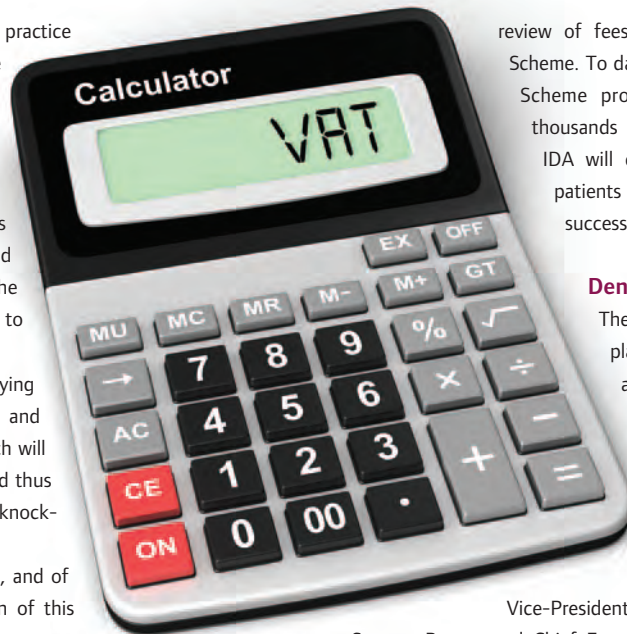 practice
s
d
he
to
ying
and
ch will
d thus
knock-
, and of
n of this
Calculator
VAT
EX OFF
MU MC MR M- M+ GT
→ 7 8 9 % √
AC 4 5 6 × ÷
CE 1 2 3 + −
ON 0 00 . =
review of fees
Scheme. To da
Scheme pro
thousands
IDA will
patients
success
Den
The
pla
a
Vice-President